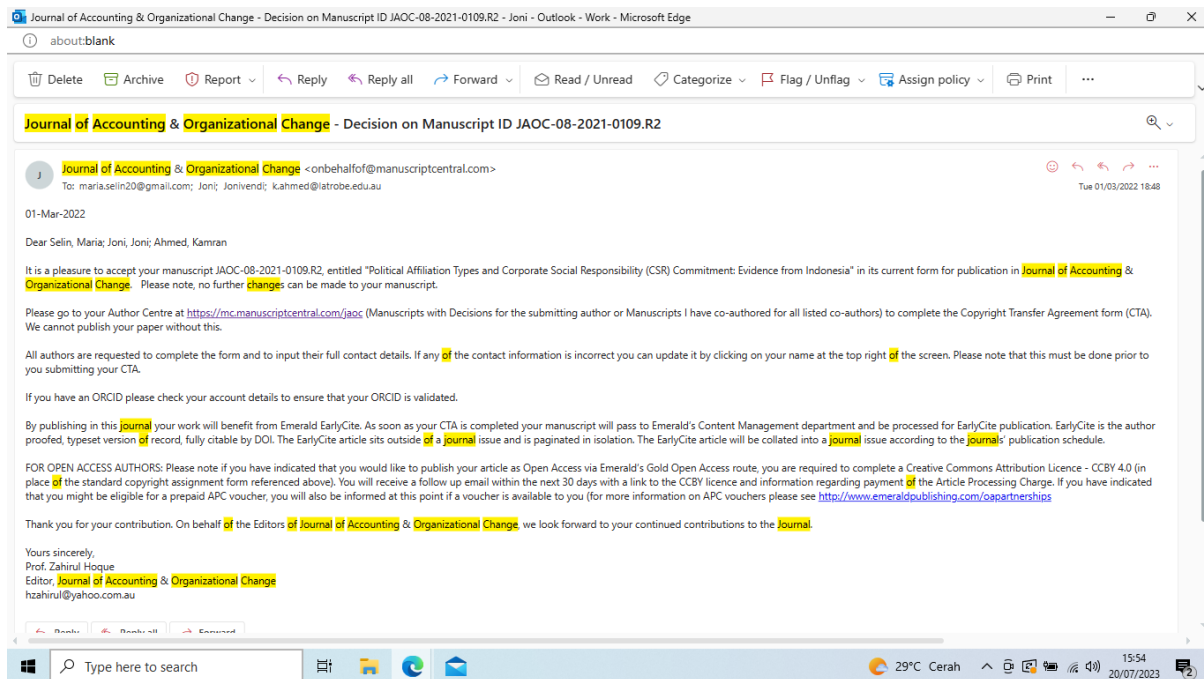 Journal of Accounting & Organizational Change - Decision on Manuscript ID JAOC-08-2021-0109.R2 - Joni - Outlook - Work - Microsoft Edge
about:blank
Delete Archive Report Reply Reply all Forward Read / Unread Categorize Flag / Unflag Assign policy Print ...
Journal of Accounting & Organizational Change - Decision on Manuscript ID JAOC-08-2021-0109.R2
J
Journal of Accounting & Organizational Change <onbehalfof@manuscriptcentral.com>
To: maria.selin20@gmail.com; Joni; Jonivendi; k.ahmed@latrobe.edu.au
Tue 01/03/2022 18:48
01-Mar-2022
Dear Selin, Maria; Joni, Joni; Ahmed, Kamran
It is a pleasure to accept your manuscript JAOC-08-2021-0109.R2, entitled "Political Affiliation Types and Corporate Social Responsibility (CSR) Commitment: Evidence from Indonesia" in its current form for publication in Journal of Accounting &
Organizational Change. Please note, no further changes can be made to your manuscript.
Please go to your Author Centre at https://mc.manuscriptcentral.com/jaoc (Manuscripts with Decisions for the submitting author or Manuscripts I have co-authored for all listed co-authors) to complete the Copyright Transfer Agreement form (CTA).
We cannot publish your paper without this.
All authors are requested to complete the form and to input their full contact details. If any of the contact information is incorrect you can update it by clicking on your name at the top right of the screen. Please note that this must be done prior to
you submitting your CTA.
If you have an ORCID please check your account details to ensure that your ORCID is validated.
By publishing in this journal your work will benefit from Emerald EarlyCite. As soon as your CTA is completed your manuscript will pass to Emerald's Content Management department and be processed for EarlyCite publication. EarlyCite is the author
proofed, typeset version of record, fully citable by DOI. The EarlyCite article sits outside of a journal issue and is paginated in isolation. The EarlyCite article will be collated into a journal issue according to the journals' publication schedule.
FOR OPEN ACCESS AUTHORS: Please note if you have indicated that you would like to publish your article as Open Access via Emerald's Gold Open Access route, you are required to complete a Creative Commons Attribution Licence - CCBY 4.0 (in
place of the standard copyright assignment form referenced above). You will receive a follow up email within the next 30 days with a link to the CCBY licence and information regarding payment of the Article Processing Charge. If you have indicated
that you might be eligible for a prepaid APC voucher, you will also be informed at this point if a voucher is available to you (for more information on APC vouchers please see http://www.emeraldpublishing.com/oapartnerships
Thank you for your contribution. On behalf of the Editors of Journal of Accounting & Organizational Change, we look forward to your continued contributions to the Journal.
Yours sincerely,
Prof. Zahirul Hoque
Editor, Journal of Accounting & Organizational Change
hzahirul@yahoo.com.au
Reply Reply all Forward
Type here to search
29°C Cerah
15:54
20/07/2023
2